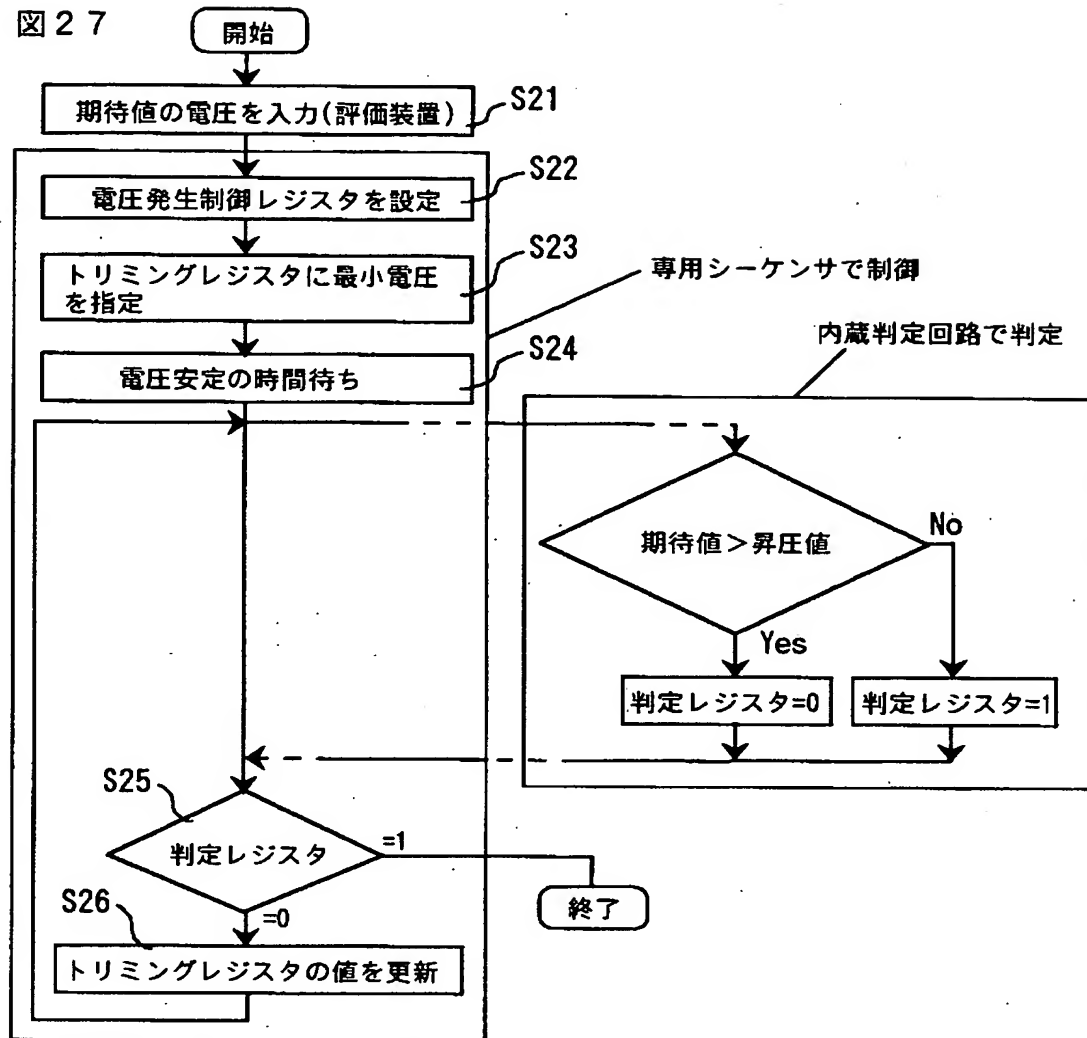 図２７
開始
期待値の電圧を入力(評価装置)
S21
電圧発生制御レジスタを設定
S22
トリミングレジスタに最小電圧
を指定
S23
専用シーケンサで制御
電圧安定の時間待ち
S24
内蔵判定回路で判定
期待値＞昇圧値
No
Yes
判定レジスタ=0
判定レジスタ=1
S25
判定レジスタ
=1
終了
=0
S26
トリミングレジスタの値を更新